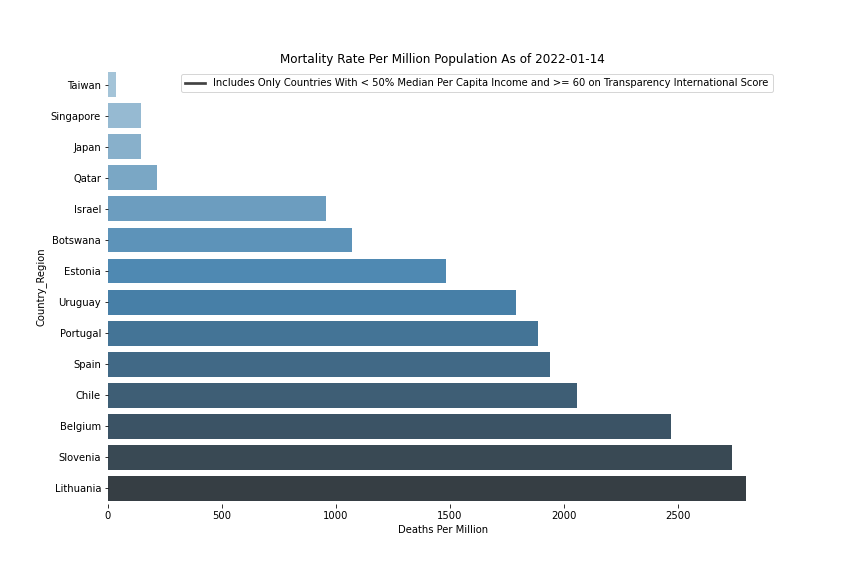 Mortality Rate Per Million Population As of 2022-01-14
Includes Only Countries With < 50% Median Per Capita Income and >= 60 on Transparency International Score
Country_Region
Taiwan
Singapore
Japan
Qatar
Israel
Botswana
Estonia
Uruguay
Portugal
Spain
Chile
Belgium
Slovenia
Lithuania
0 500 1000 1500 2000 2500
Deaths Per Million